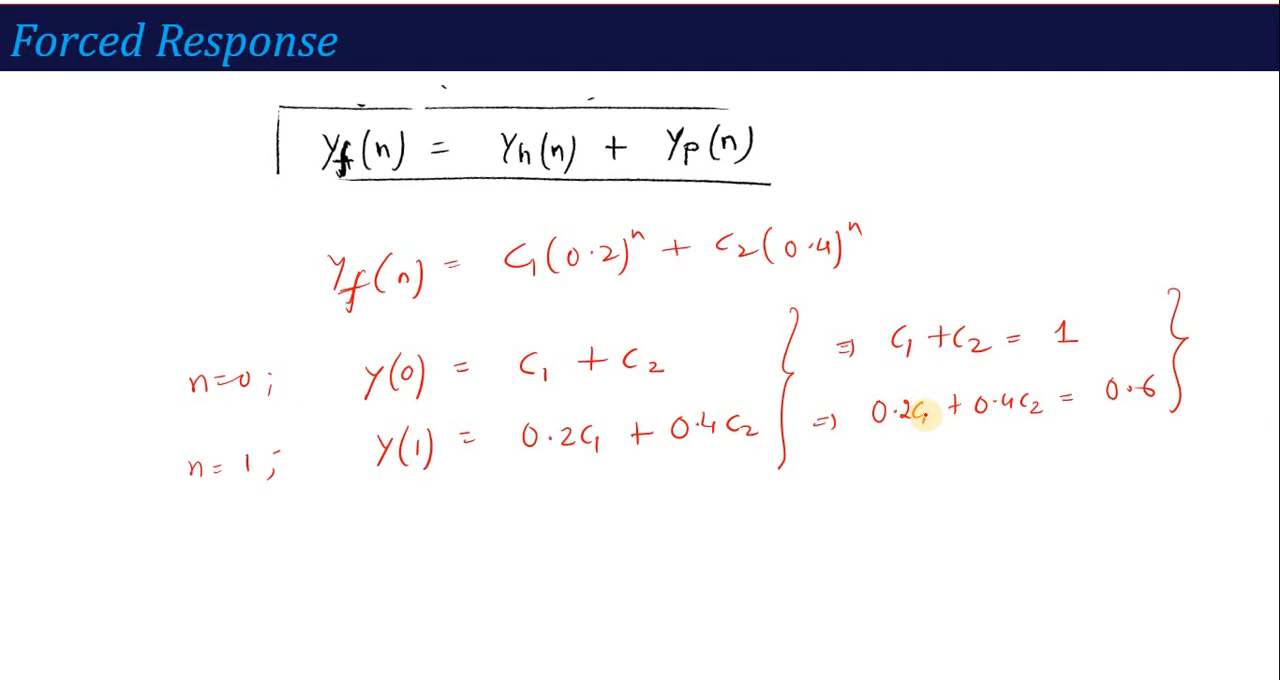 Forced Response
yf(n) = yh(n) + yp(n)
yf(n) = C1(0.2)^n + C2(0.4)^n
n=0; y(0) = C1 + C2 } ⇒ C1 + C2 = 1 }
n=1; y(1) = 0.2C1 + 0.4C2 } ⇒ 0.2C1 + 0.4C2 = 0.6 }